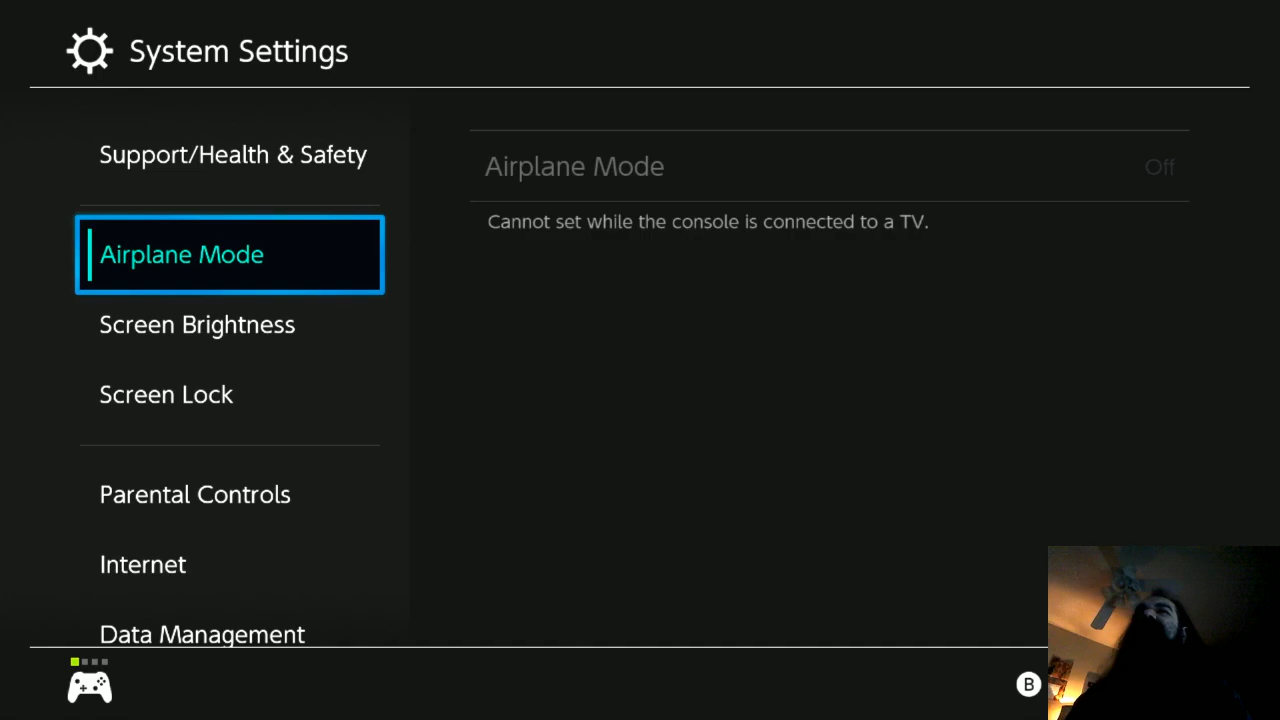 System Settings
Support/Health & Safety
Airplane Mode
Screen Brightness
Screen Lock
Parental Controls
Internet
Data Management
Airplane Mode Off
Cannot set while the console is connected to a TV.
B